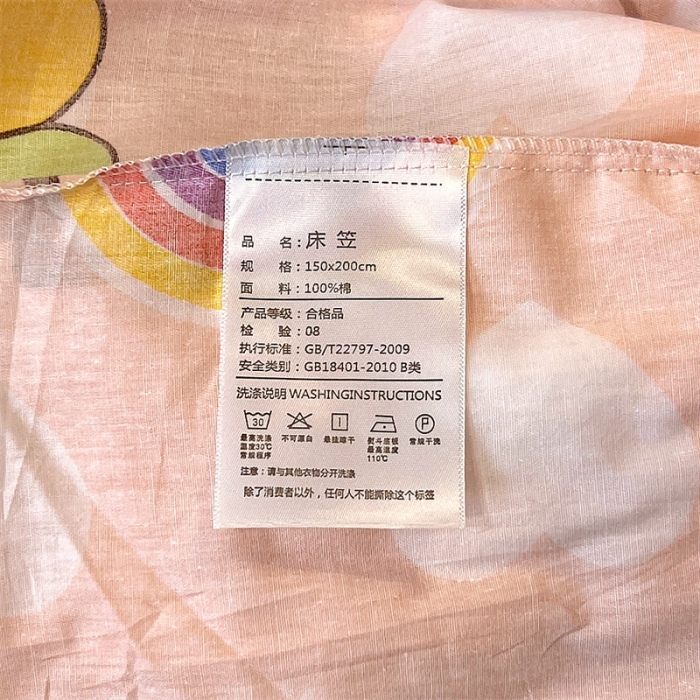 品 名：床 笠
规 格：150x200cm
面 料：100%棉
产品等级：合格品
检 验：08
执行标准：GB/T22797-2009
安全类别：GB18401-2010 B类
洗涤说明 WASHINGINSTRUCTIONS
30 P
最高洗涤 不可漂白 悬挂晾干 熨斗底板 常规干洗
温度30℃ 最高温度
常规程序 110℃
注意：请与其他衣物分开洗涤
除了消费者以外，任何人不能撕除这个标签